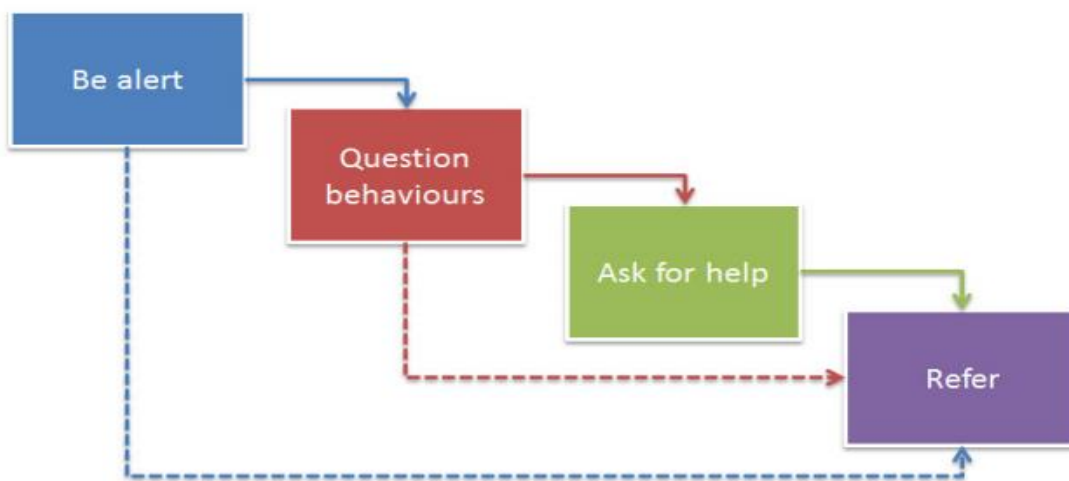 Be alert
Question
behaviours
Ask for help
Refer